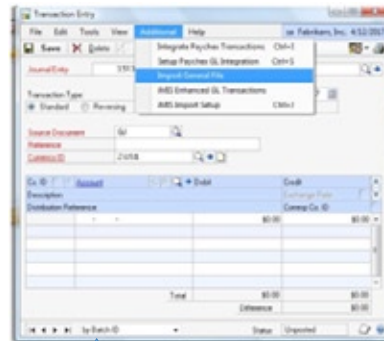 Transaction Entry
File Edit Tools View Additional Help sa Fabrikam, Inc. 4/12/2017
Save Delete
Integrate Paychex Transactions Ctrl+I
Setup Paychex GL Integration Ctrl+S
Import General File
AMS Enhanced GL Transactions
AMS Import Setup Ctrl+J
Journal Entry
Transaction Type:
Standard Reversing
Source Document GJ
Reference
Currency ID Z-US$
Co. ID Account Debit Credit
Description Exchange Rate
Distribution Reference Corresp Co. ID
$0.00 $0.00
Total $0.00 $0.00
Difference $0.00
by Batch ID Status Unposted